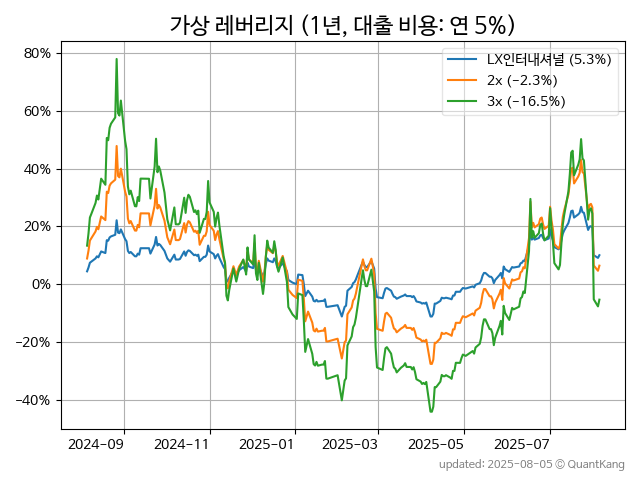 가상 레버리지 (1년, 대출 비용: 연 5%)
LX인터내셔널 (5.3%)
2x (−2.3%)
3x (−16.5%)
80%
60%
40%
20%
0%
−20%
−40%
2024-09
2024-11
2025-01
2025-03
2025-05
2025-07
updated: 2025-08-05 © QuantKang